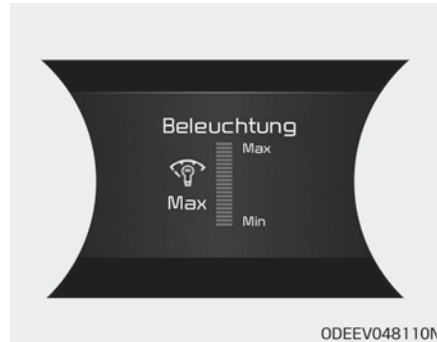 Beleuchtung
Max
Max
Min
ODEEV048110N